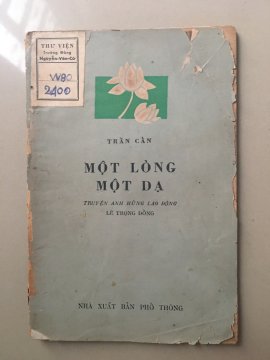 THƯ VIỆN
Trường Đảng
Nguyễn-Văn-Cừ
VV80
2400
TRẦN CẨN
MỘT LÒNG
MỘT DẠ
TRUYỆN ANH HÙNG LAO ĐỘNG
LÊ TRỌNG ĐỒNG
NHÀ XUẤT BẢN PHỔ THÔNG